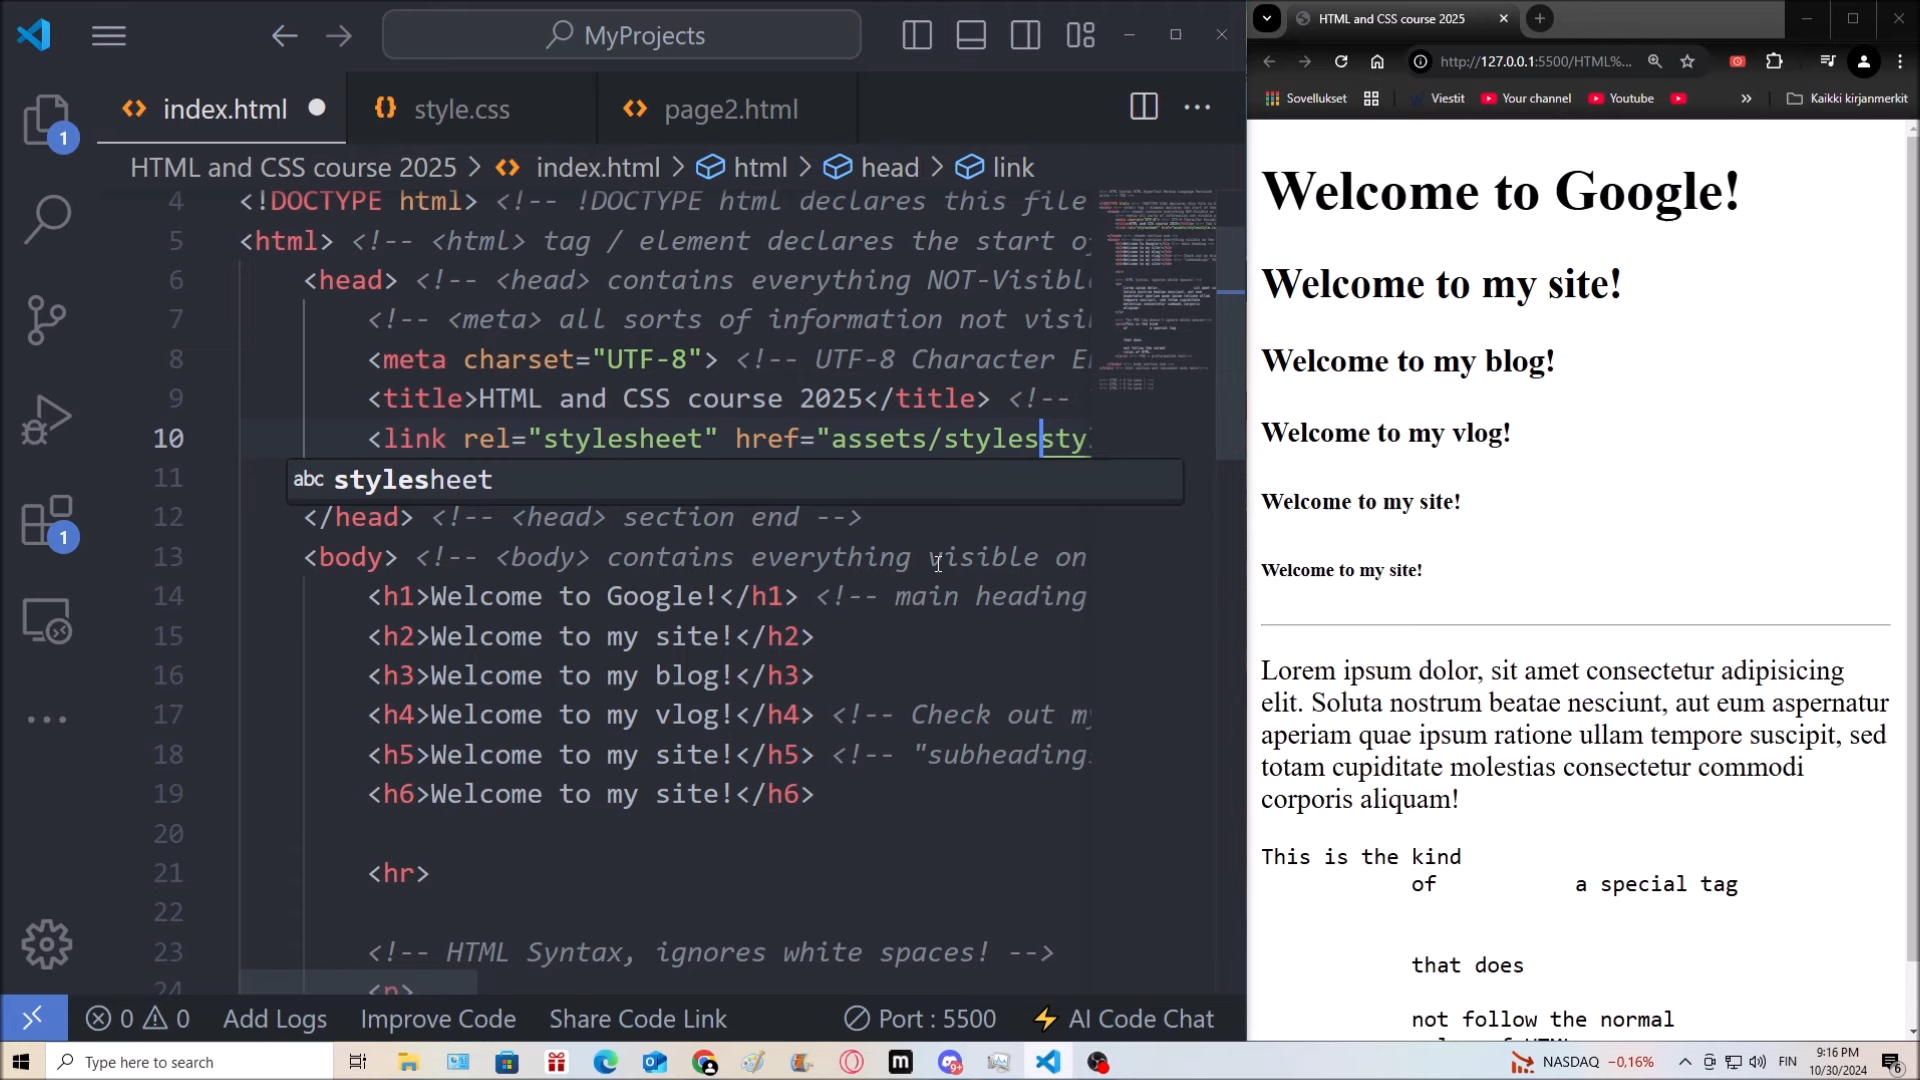 MyProjects
index.html
style.css
page2.html
HTML and CSS course 2025 > index.html > html > head > link
4 <!DOCTYPE html> <!-- !DOCTYPE html declares this file
5 <html> <!-- <html> tag / element declares the start o
6 <head> <!-- <head> contains everything NOT-Visibl
7 <!-- <meta> all sorts of information not visi
8 <meta charset="UTF-8"> <!-- UTF-8 Character E
9 <title>HTML and CSS course 2025</title> <!--
10 <link rel="stylesheet" href="assets/stylessty
11
abc stylesheet
12 </head> <!-- <head> section end -->
13 <body> <!-- <body> contains everything visible on
14 <h1>Welcome to Google!</h1> <!-- main heading
15 <h2>Welcome to my site!</h2>
16 <h3>Welcome to my blog!</h3>
17 <h4>Welcome to my vlog!</h4> <!-- Check out my
18 <h5>Welcome to my site!</h5> <!-- "subheading
19 <h6>Welcome to my site!</h6>
20
21 <hr>
22
23 <!-- HTML Syntax, ignores white spaces! -->
24 <p>
1
1
0 0 Add Logs Improve Code Share Code Link Port : 5500 AI Code Chat
HTML and CSS course 2025
http://127.0.0.1:5500/HTML%...
Sovellukset Viestit Your channel Youtube » Kaikki kirjanmerkit
Welcome to Google!
Welcome to my site!
Welcome to my blog!
Welcome to my vlog!
Welcome to my site!
Welcome to my site!
Lorem ipsum dolor, sit amet consectetur adipisicing
elit. Soluta nostrum beatae nesciunt, aut eum aspernatur
aperiam quae ipsum ratione ullam tempore suscipit, sed
totam cupiditate molestias consectetur commodi
corporis aliquam!
This is the kind
of a special tag
that does
not follow the normal
Type here to search
9+
m
NASDAQ -0,16%
FIN
9:16 PM
10/30/2024
6